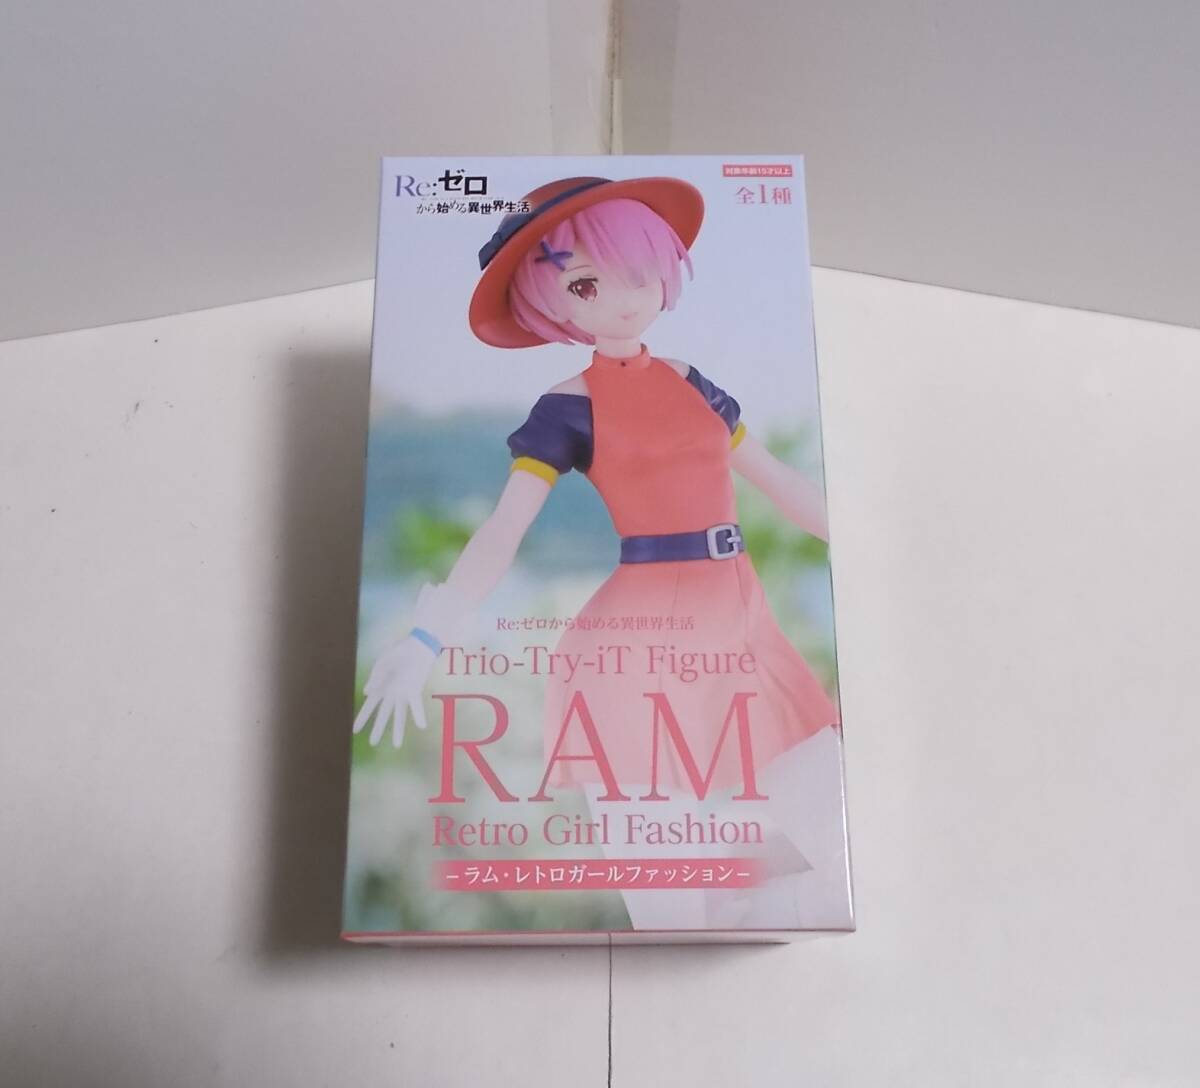 Re:ゼロ
から始める異世界生活
対象年齢15才以上
全1種
Re:ゼロから始める異世界生活
Trio-Try-iT Figure
RAM
Retro Girl Fashion
－ラム・レトロガールファッション－